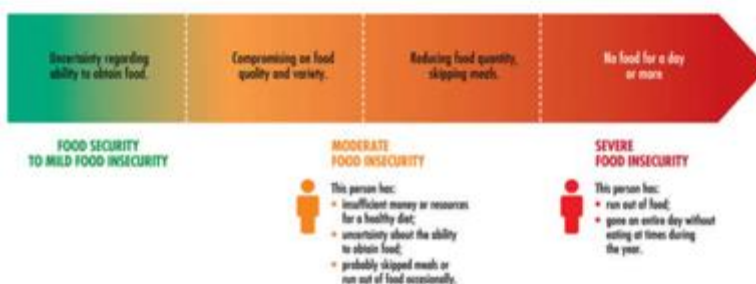 Uncertainty regarding
ability to obtain food.
Compromising on food
quality and variety.
Reducing food quantity,
skipping meals.
No food for a day
or more
FOOD SECURITY
TO MILD FOOD INSECURITY
MODERATE
FOOD INSECURITY
This person has:
• insufficient money or resources
for a healthy diet;
• uncertainty about the ability
to obtain food;
• probably skipped meals or
run out of food occasionally.
SEVERE
FOOD INSECURITY
This person has:
• run out of food;
• gone an entire day without
eating at times during
the year.